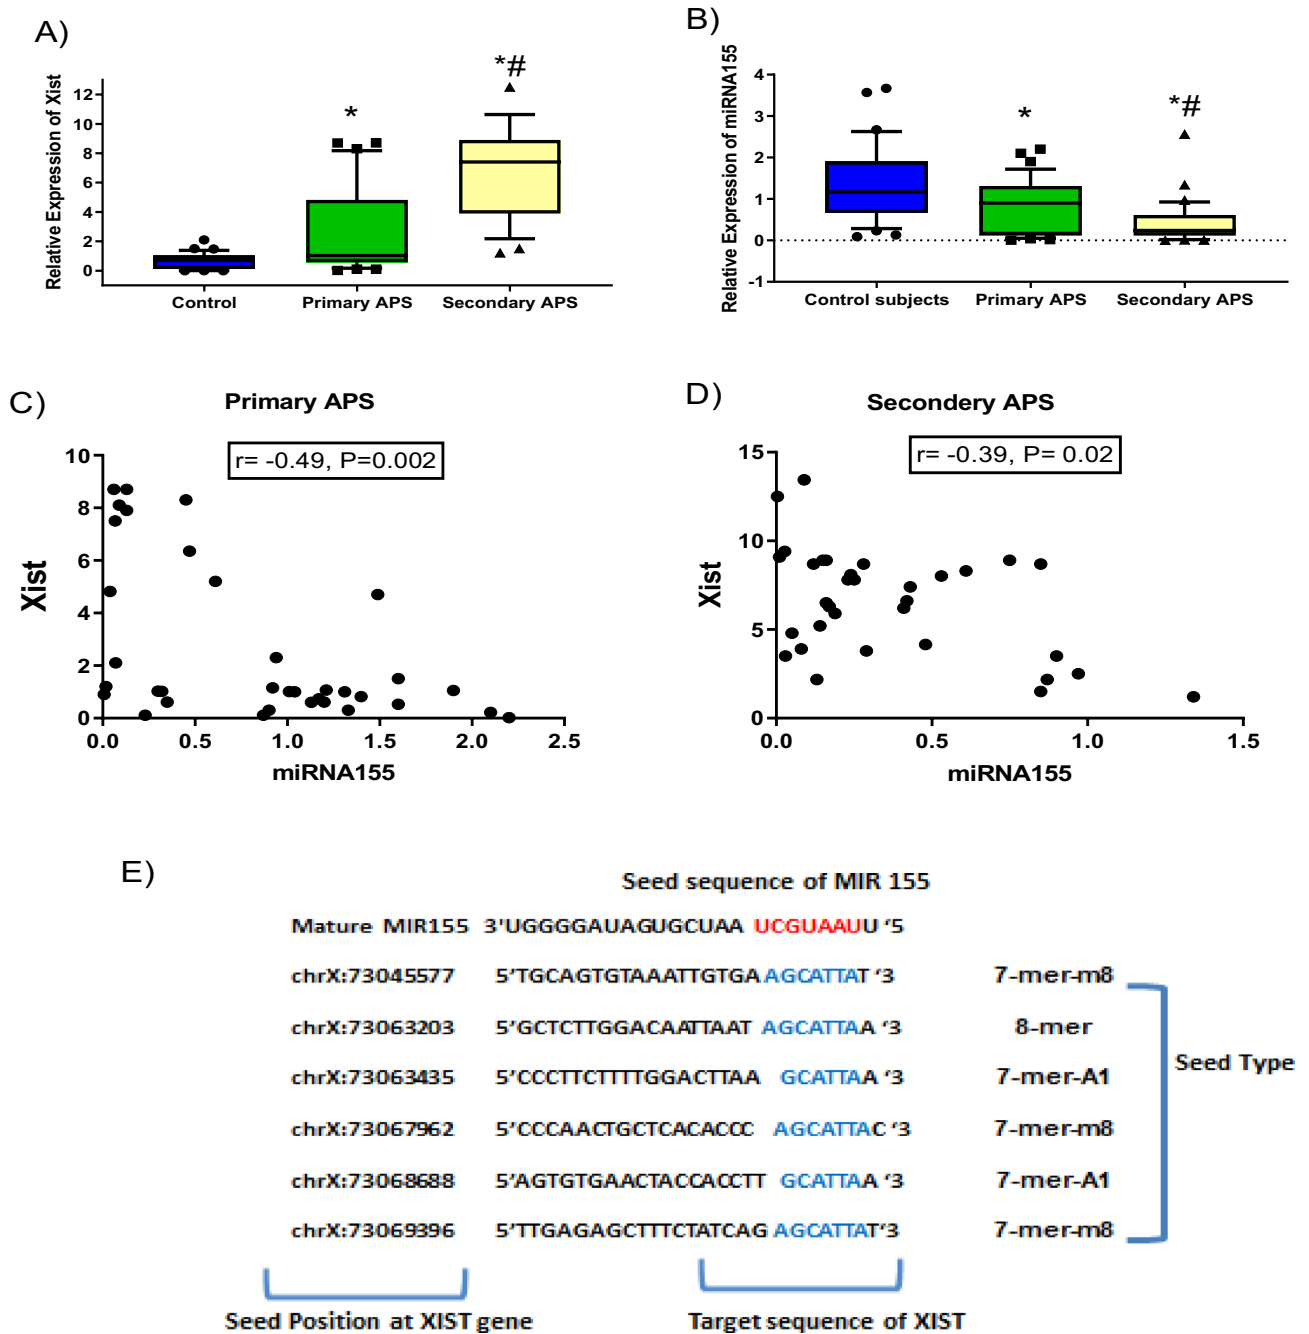 A)
*#
*
Relative Expression of Xist
12
10
8
6
4
2
0
Control
Primary APS
Secondary APS
B)
*#
*
Relative Expression of miRNA155
4
3
2
1
0
-1
Control subjects
Primary APS
Secondary APS
C)
Primary APS
r= -0.49, P=0.002
Xist
10
8
6
4
2
0
0.0
0.5
1.0
1.5
2.0
2.5
miRNA155
D)
Secondery APS
r= -0.39, P= 0.02
Xist
15
10
5
0
0.0
0.5
1.0
1.5
miRNA155
E)
Seed sequence of MIR 155
Mature MIR155 3'UGGGGAUAGUGCUAA UCGUAAUU ‘5
chrX:73045577 5’TGCAGTGTAAATTGTGA AGCATTAT ‘3 7-mer-m8
chrX:73063203 5’GCTCTTGGACAATTAAT AGCATTAA ‘3 8-mer
chrX:73063435 5’CCCTTCTTTTGGACTTAA GCATTAA ‘3 7-mer-A1
chrX:73067962 5’CCCAACTGCTCACACCC AGCATTAC ‘3 7-mer-m8
chrX:73068688 5’AGTGTGAACTACCACCTT GCATTAA ‘3 7-mer-A1
chrX:73069396 5’TTGAGAGCTTTCTATCAG AGCATTAT‘3 7-mer-m8
Seed Type
Seed Position at XIST gene
Target sequence of XIST